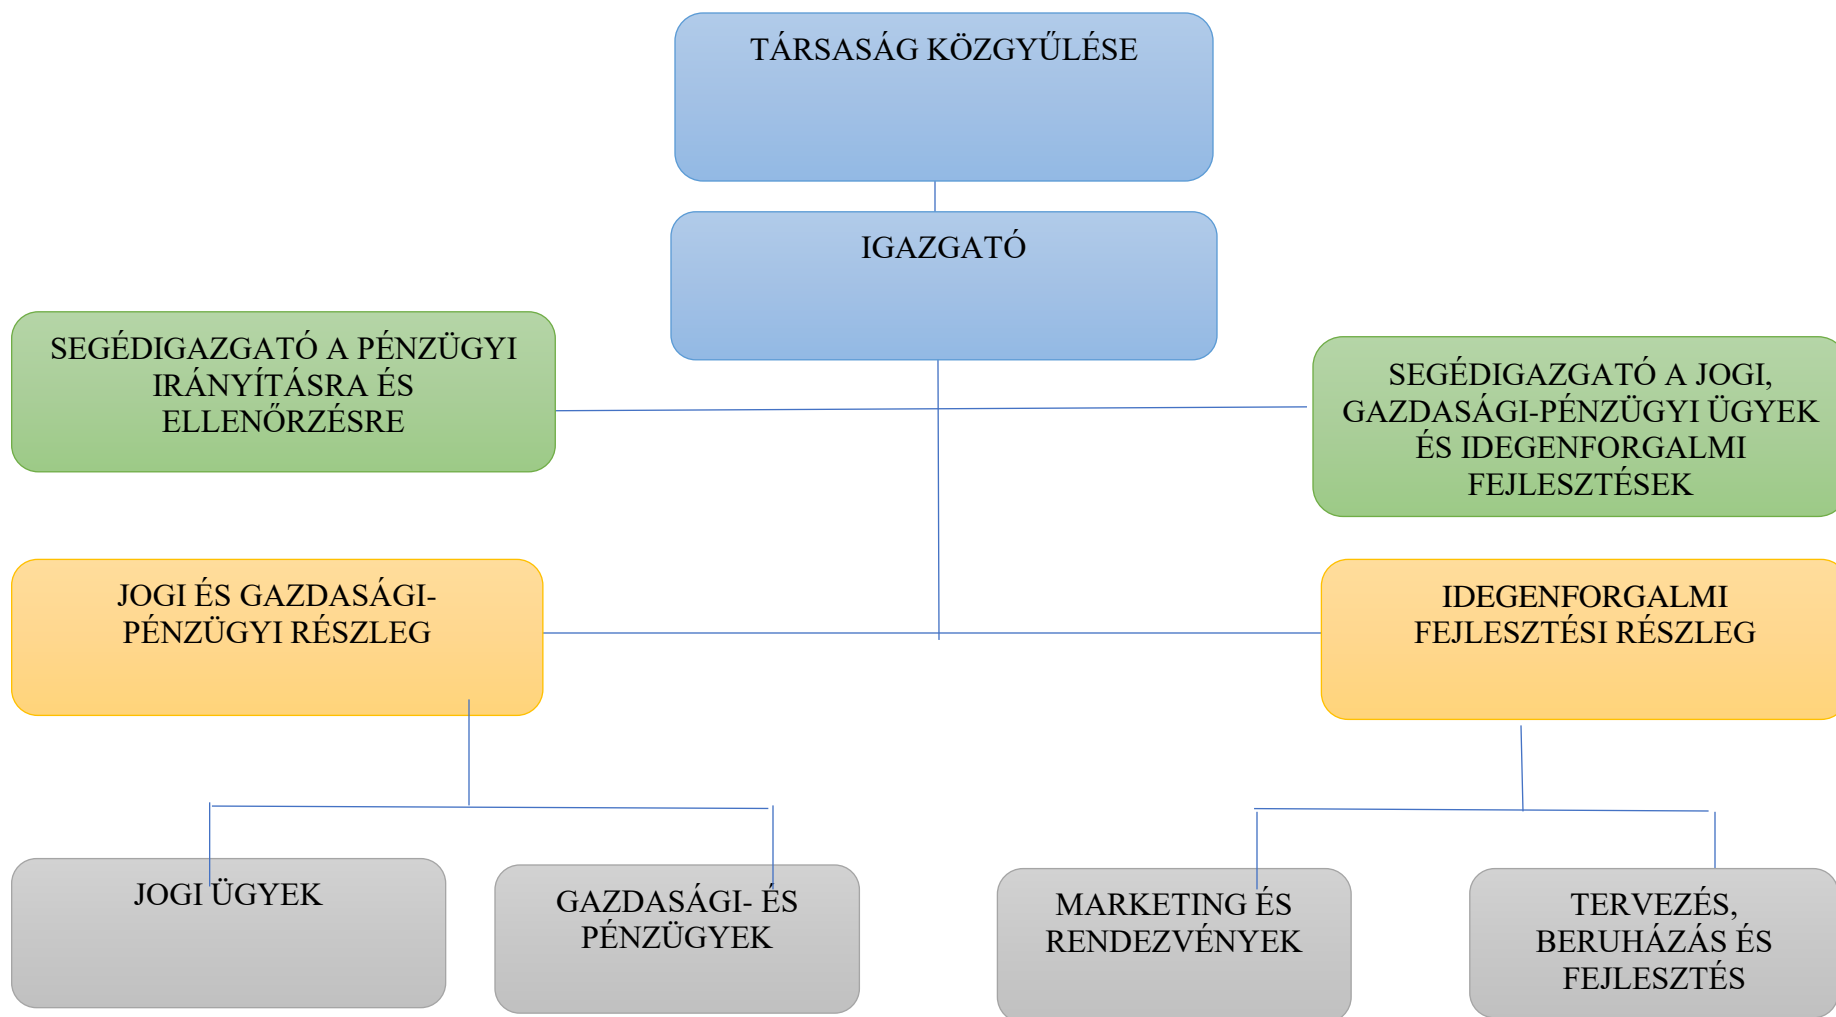 TÁRSASÁG KÖZGYŰLÉSE
IGAZGATÓ
SEGÉDIGAZGATÓ A PÉNZÜGYI
IRÁNYÍTÁSRA ÉS
ELLENŐRZÉSRE
SEGÉDIGAZGATÓ A JOGI,
GAZDASÁGI-PÉNZÜGYI ÜGYEK
ÉS IDEGENFORGALMI
FEJLESZTÉSEK
JOGI ÉS GAZDASÁGI-
PÉNZÜGYI RÉSZLEG
IDEGENFORGALMI
FEJLESZTÉSI RÉSZLEG
JOGI ÜGYEK
GAZDASÁGI- ÉS
PÉNZÜGYEK
MARKETING ÉS
RENDEZVÉNYEK
TERVEZÉS,
BERUHÁZÁS ÉS
FEJLESZTÉS